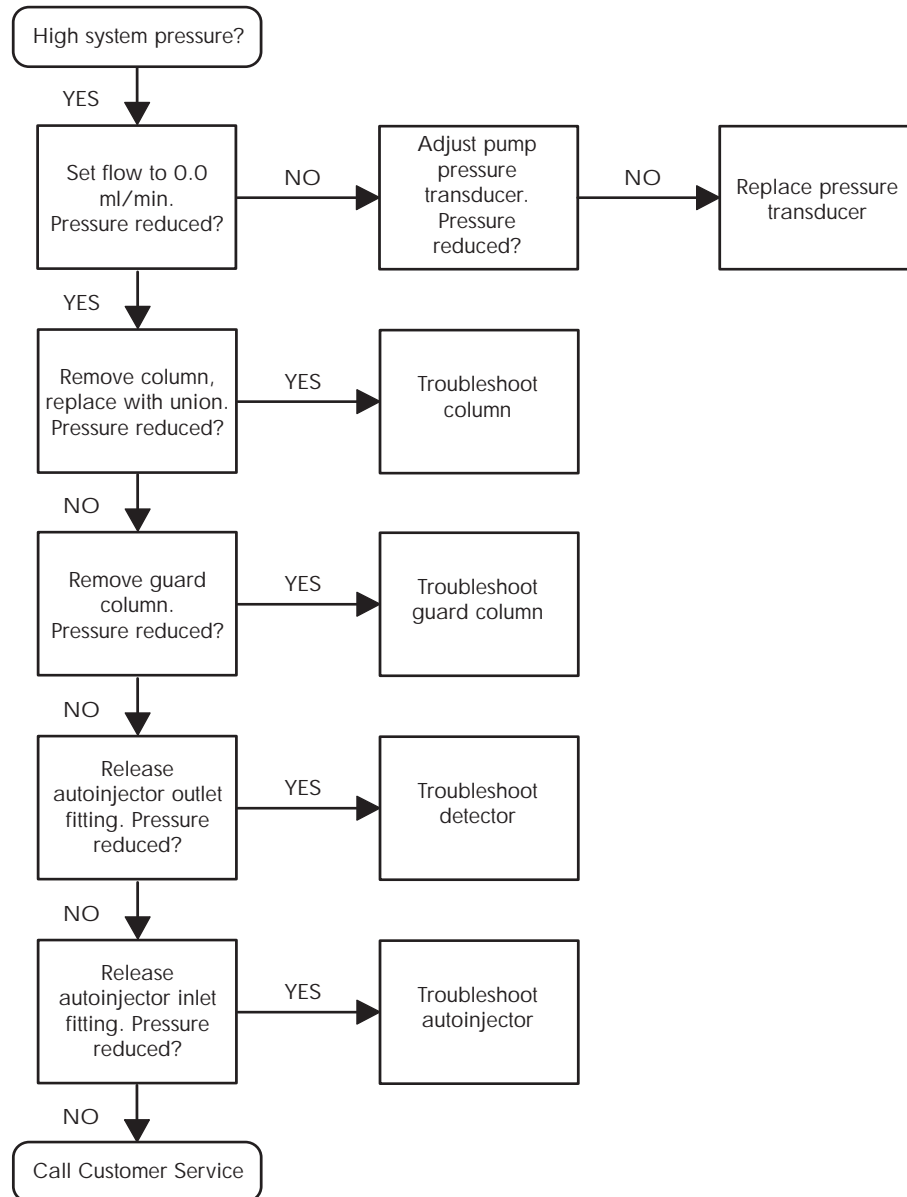 High system pressure?
YES
Set flow to 0.0
ml/min.
Pressure reduced?
NO
Adjust pump
pressure
transducer.
Pressure
reduced?
NO
Replace pressure
transducer
YES
Remove column,
replace with union.
Pressure reduced?
YES
Troubleshoot
column
NO
Remove guard
column.
Pressure reduced?
YES
Troubleshoot
guard column
NO
Release
autoinjector outlet
fitting. Pressure
reduced?
YES
Troubleshoot
detector
NO
Release
autoinjector inlet
fitting. Pressure
reduced?
YES
Troubleshoot
autoinjector
NO
Call Customer Service